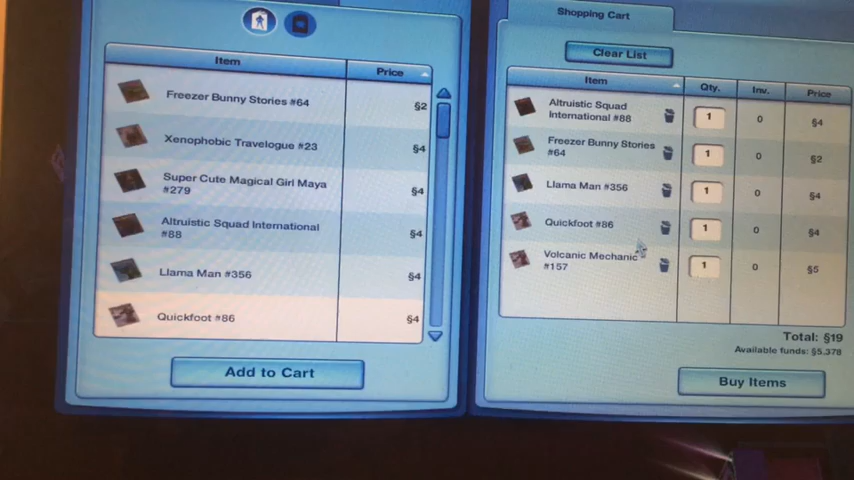 Item Price
Freezer Bunny Stories #64 §2
Xenophobic Travelogue #23 §4
Super Cute Magical Girl Maya
#279 §4
Altruistic Squad International
#88 §4
Llama Man #356 §4
Quickfoot #86 §4
Add to Cart
Shopping Cart
Clear List
Item Qty. Inv. Price
Altruistic Squad
International #88 1 0 §4
Freezer Bunny Stories
#64 1 0 §2
Llama Man #356 1 0 §4
Quickfoot #86 1 0 §4
Volcanic Mechanic
#157 1 0 §5
Total: §19
Available funds: §5,378
Buy Items